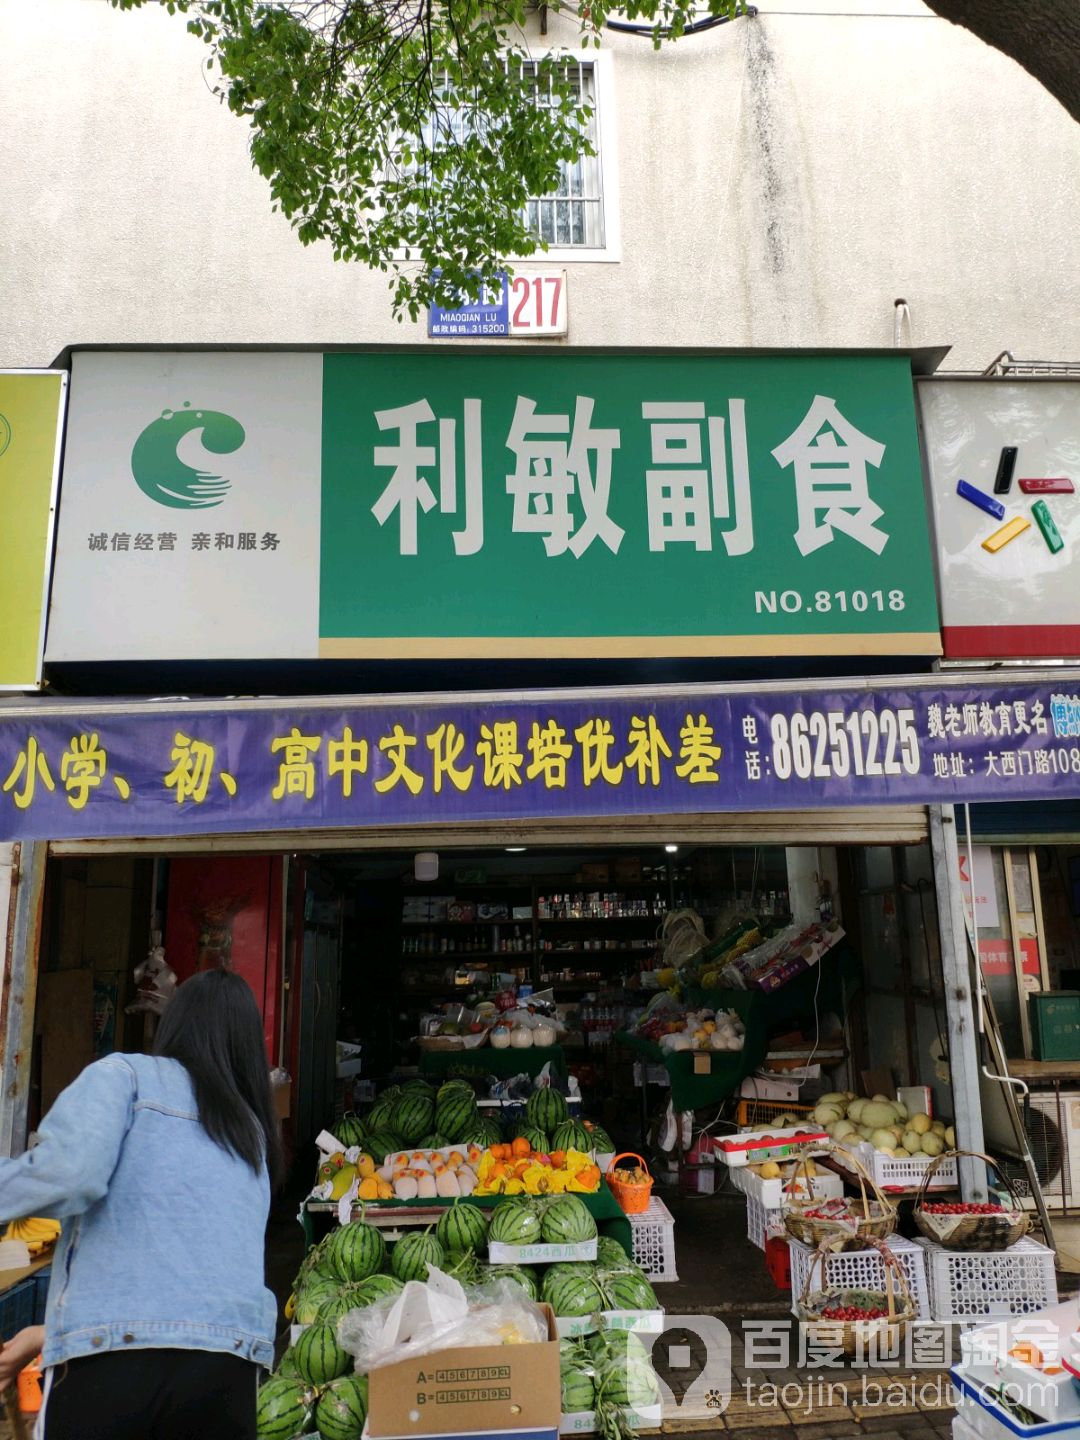 MIAOQIAN LU
邮政编码:315200
217
利敏副食
诚信经营 亲和服务
NO.81018
小学、初、高中文化课培优补差
电话:86251225
魏老师教育更名
地址:大西门路108
8424西瓜
A=456789CL
B=456789CL
百度地图淘金
taojin.baidu.com